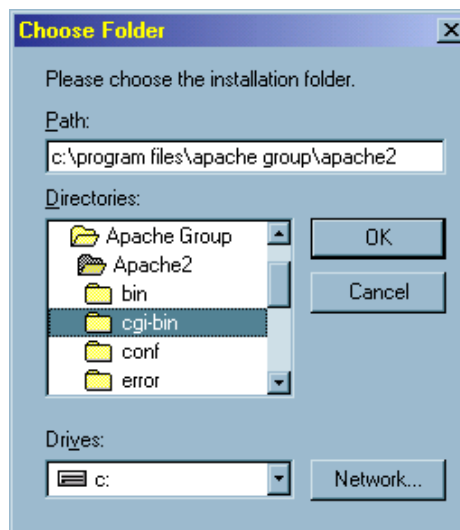 Choose Folder
Please choose the installation folder.
Path:
c:\program files\apache group\apache2
Directories:
Apache Group
OK
Apache2
bin
Cancel
cgi-bin
conf
error
Drives:
c:
Network...